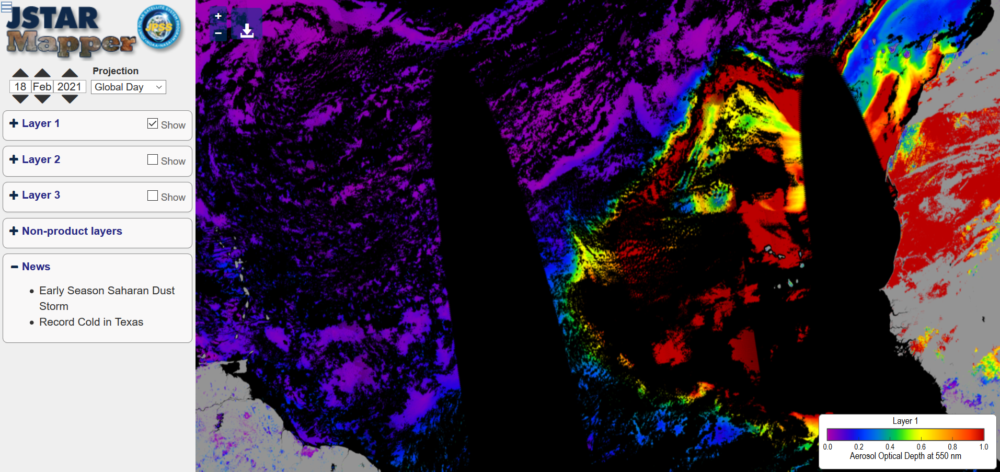 JSTAR
Mapper
JPSS
18 Feb 2021
Projection
Global Day
Layer 1
Show
Layer 2
Show
Layer 3
Show
Non-product layers
News
Early Season Saharan Dust
Storm
Record Cold in Texas
+
−
Layer 1
0.0 0.2 0.4 0.6 0.8 1.0
Aerosol Optical Depth at 550 nm